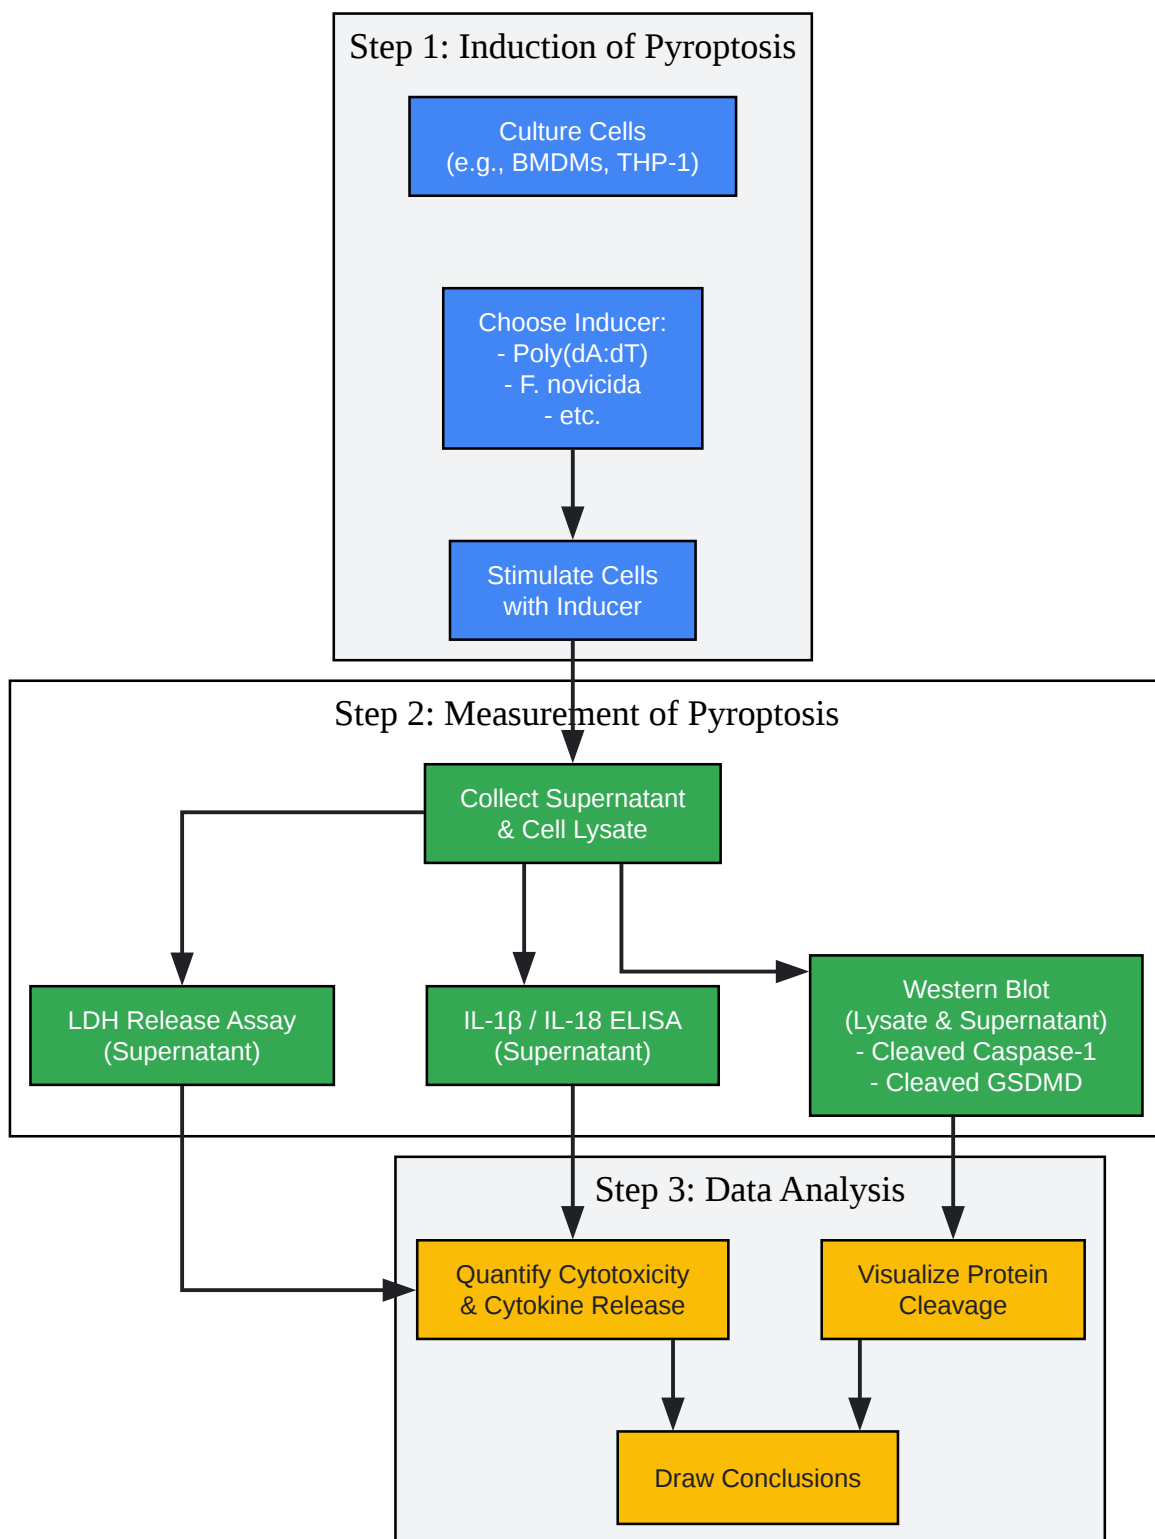 Step 1: Induction of Pyroptosis
Culture Cells
(e.g., BMDMs, THP-1)
Choose Inducer:
- Poly(dA:dT)
- F. novicida
- etc.
Stimulate Cells
with Inducer
Step 2: Measurement of Pyroptosis
Collect Supernatant
& Cell Lysate
LDH Release Assay
(Supernatant)
IL-1β / IL-18 ELISA
(Supernatant)
Western Blot
(Lysate & Supernatant)
- Cleaved Caspase-1
- Cleaved GSDMD
Step 3: Data Analysis
Quantify Cytotoxicity
& Cytokine Release
Visualize Protein
Cleavage
Draw Conclusions